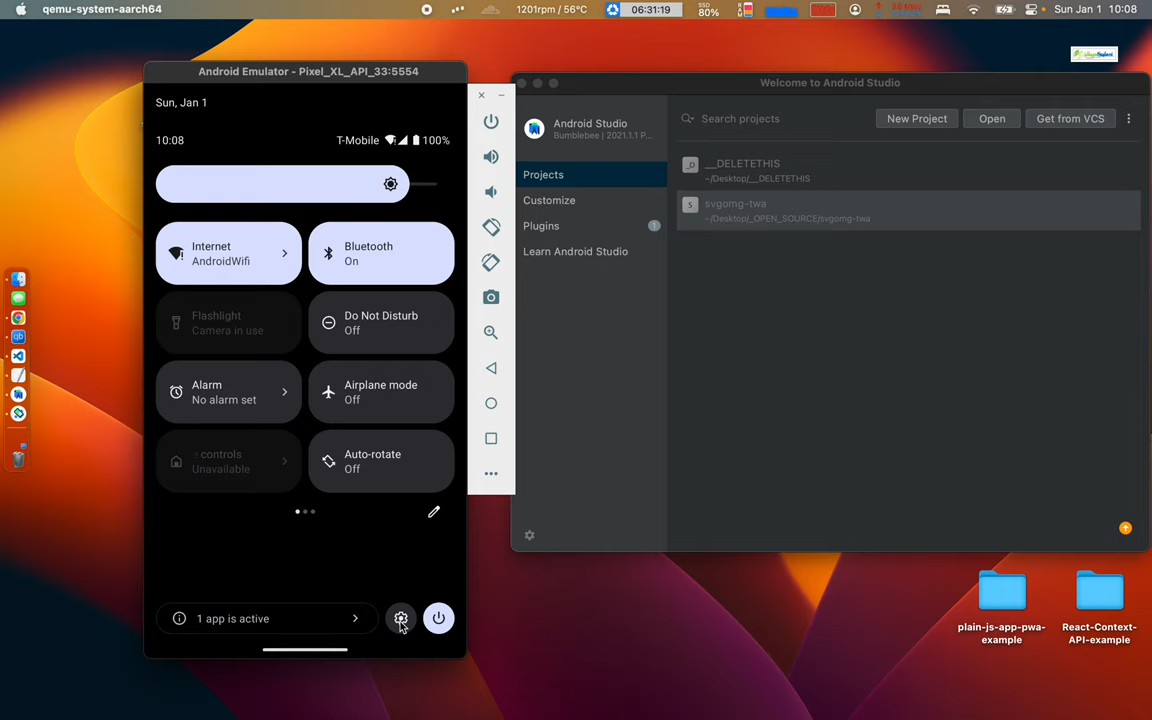 qemu-system-aarch64
1201rpm / 56°C
06:31:19
SSD
80%
Sun Jan 1 10:08
Android Emulator - Pixel_XL_API_33:5554
Sun, Jan 1
10:08
T-Mobile
100%
Internet
AndroidWifi
Bluetooth
On
Flashlight
Camera in use
Do Not Disturb
Off
Alarm
No alarm set
Airplane mode
Off
controls
Unavailable
Auto-rotate
Off
1 app is active
Welcome to Android Studio
Android Studio
Bumblebee | 2021.1.1 P...
Search projects
New Project
Open
Get from VCS
Projects
Customize
Plugins
1
Learn Android Studio
_D
__DELETETHIS
~/Desktop/__DELETETHIS
S
svgomg-twa
~/Desktop/_OPEN_SOURCE/svgomg-twa
plain-js-app-pwa-
example
React-Context-
API-example